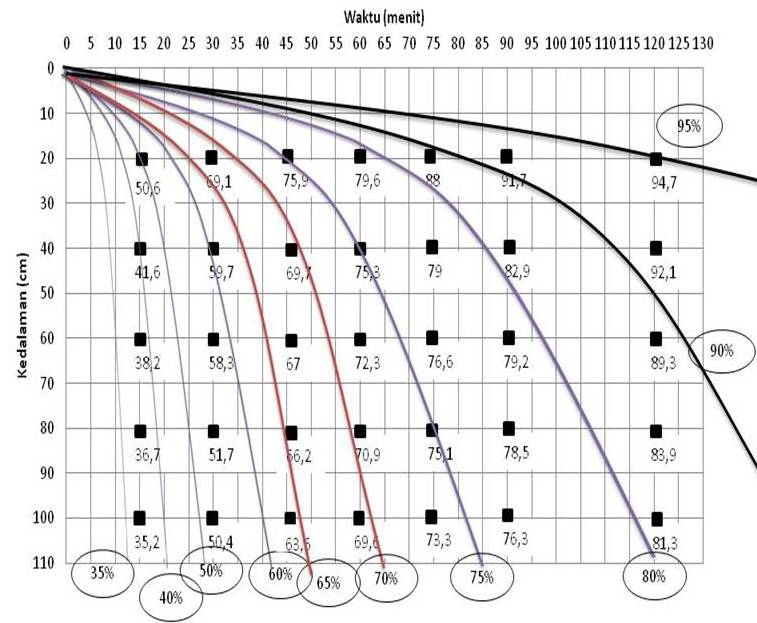 Waktu (menit)
0 5 10 15 20 25 30 35 40 45 50 55 60 65 70 75 80 85 90 95 100 105 110 115 120 125 130
0
10
95%
20
50,6 69,1 75,9 79,6 88 91,7 94,7
30
40
41,6 59,7 69,7 75,3 79 82,9 92,1
50
Kedalaman (cm)
60
38,2 58,3 67 72,3 76,6 79,2 89,3
90%
70
80
36,7 51,7 66,2 70,9 75,1 78,5 83,9
90
100
35,2 50,4 63,6 69,6 73,3 76,3 81,3
110
35% 40% 50% 60% 65% 70% 75% 80%